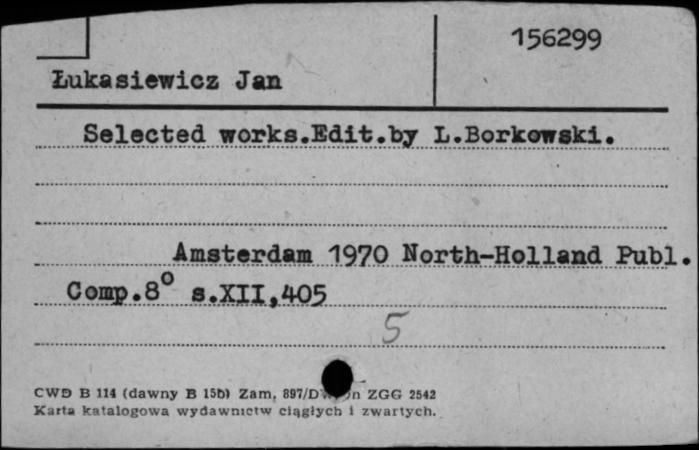 156299
Łukasiewicz Jan
Selected works.Edit.by L.Borkowski.
Amsterdam 1970 North-Holland Publ.
Comp.8° s.XII,405
5
CWD B 114 (dawny B 15b) Zam. 897/D ZGG 2542
Karta katalogowa wydawnictw ciągłych i zwartych.